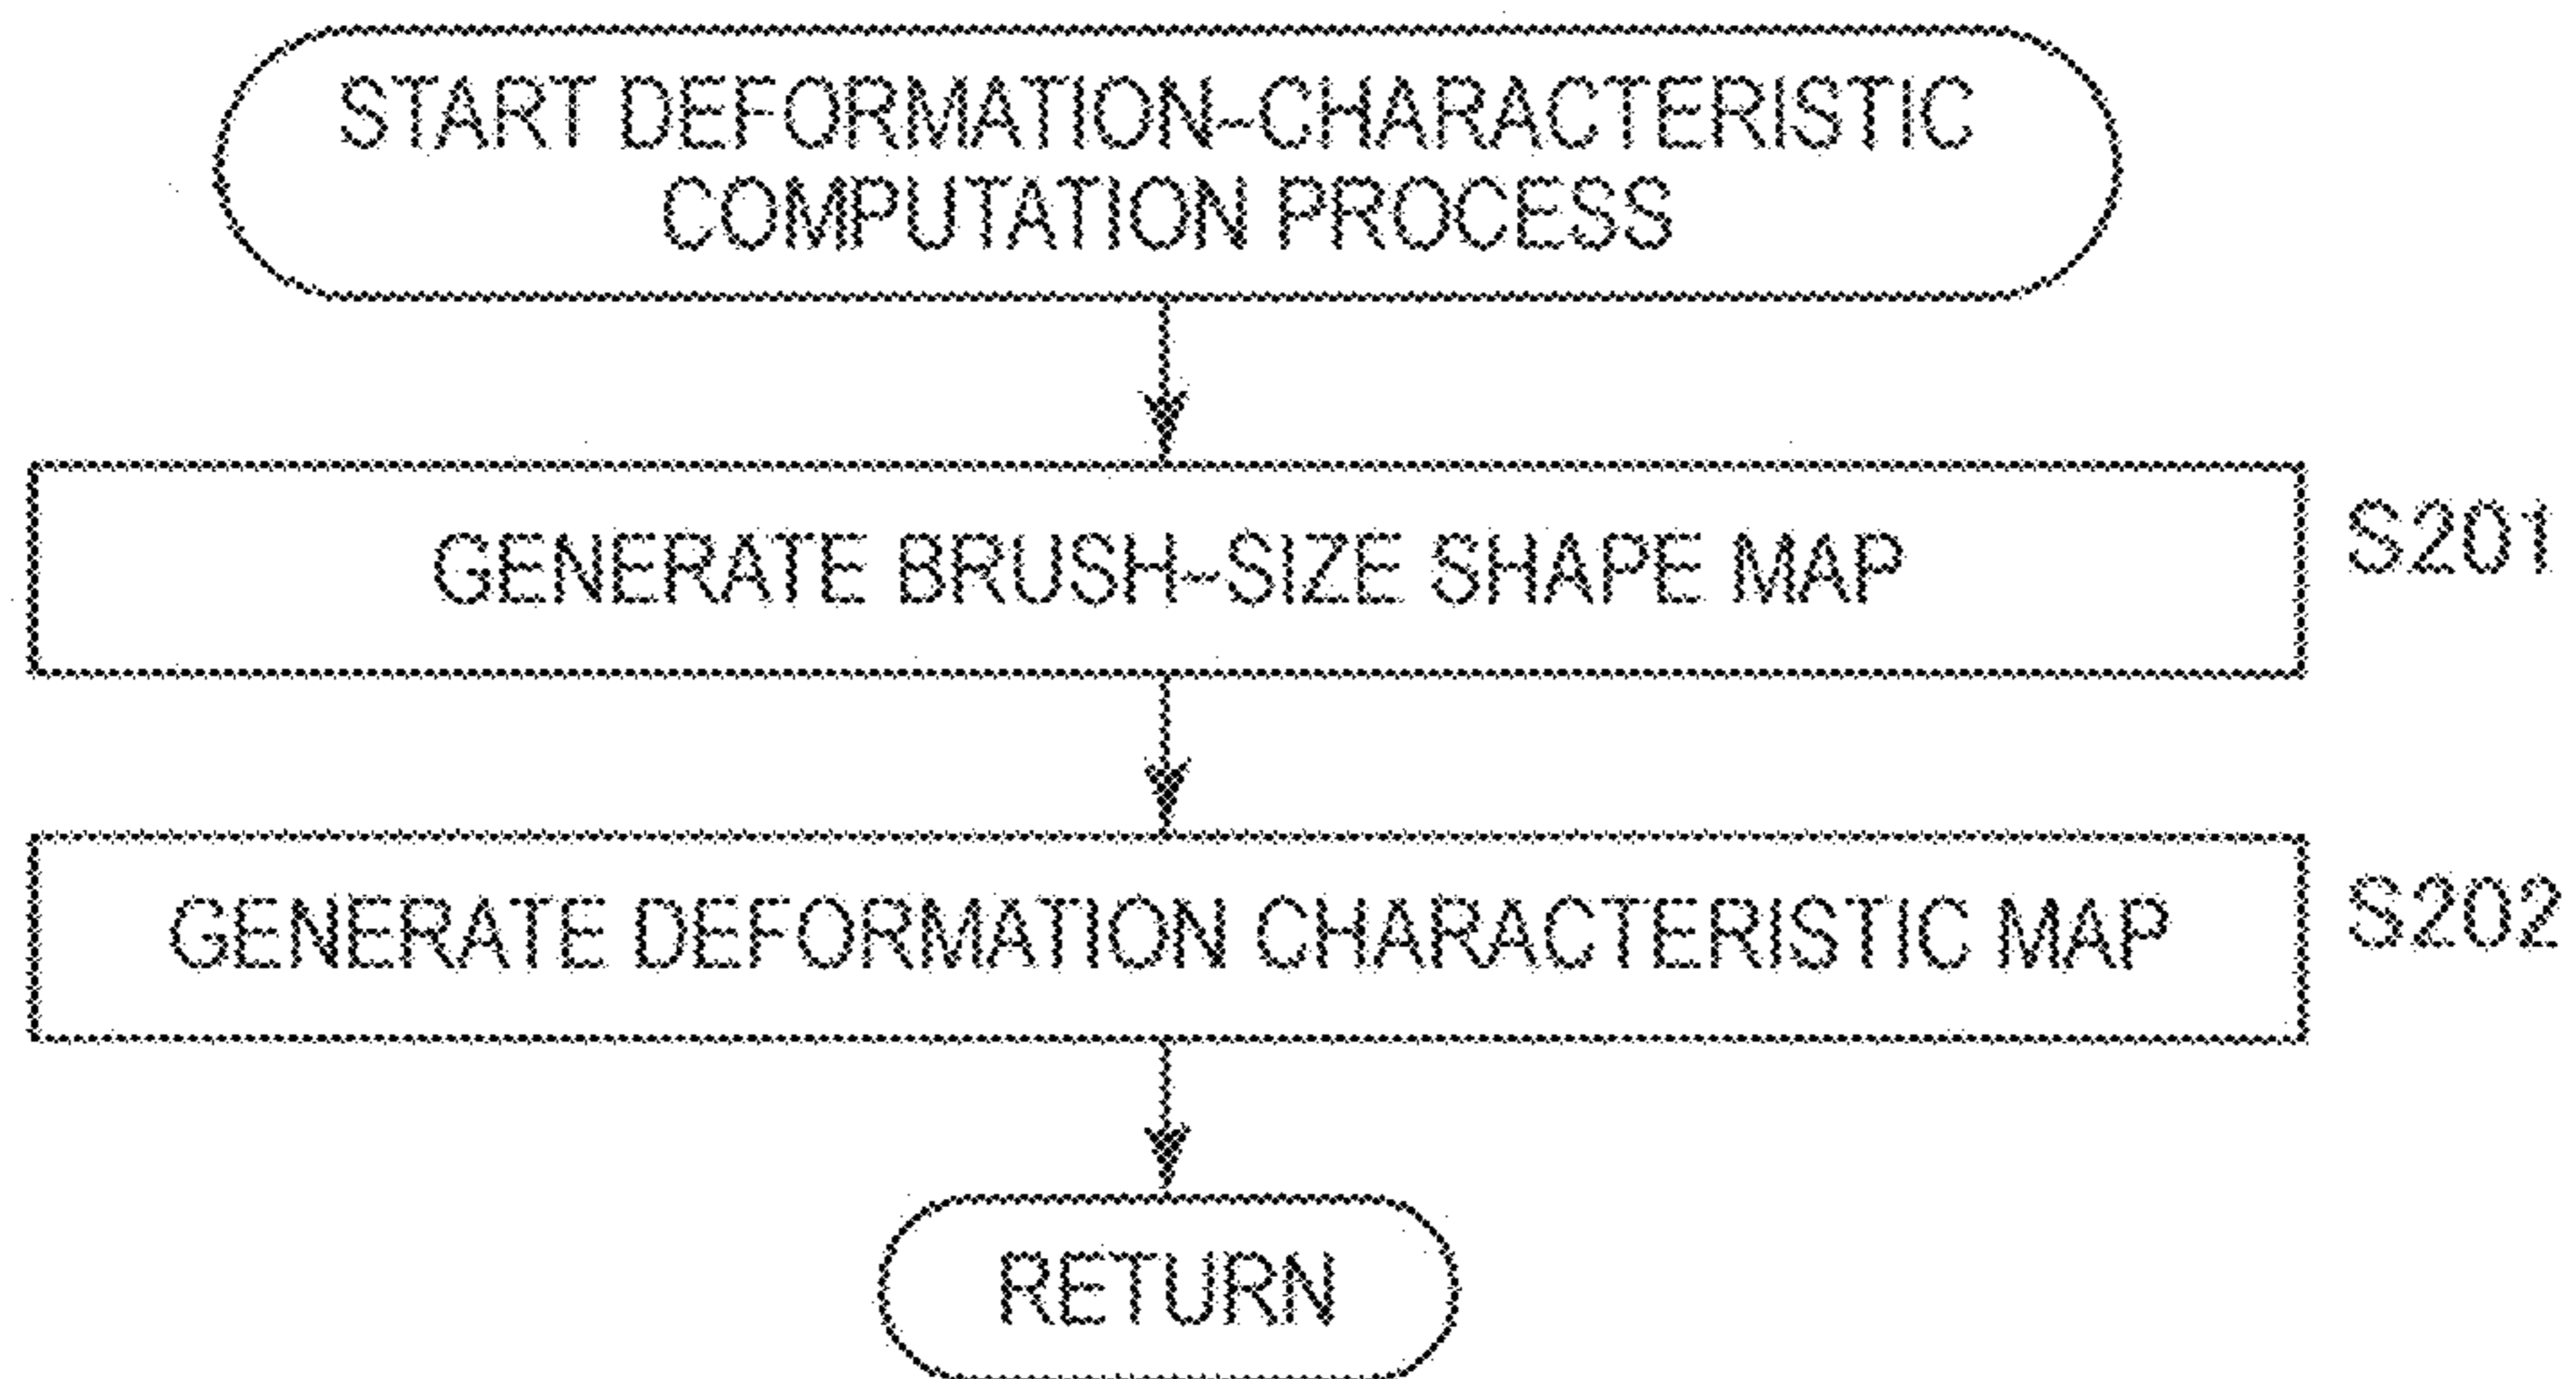 START DEFORMATION-CHARACTERISTIC
COMPUTATION PROCESS
GENERATE BRUSH-SIZE SHAPE MAP
S201
GENERATE DEFORMATION CHARACTERISTIC MAP
S202
RETURN